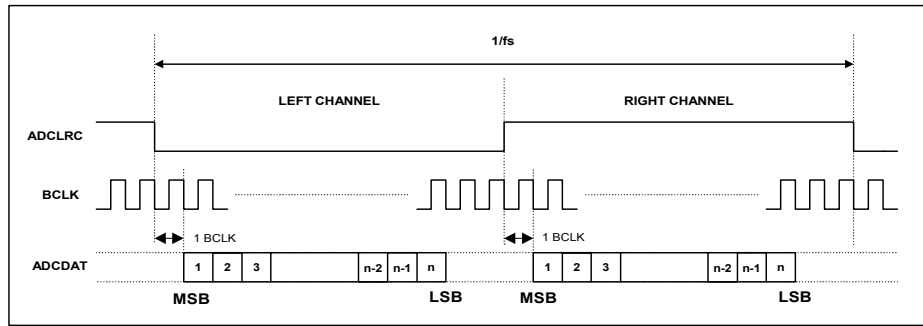 1/fs
LEFT CHANNEL RIGHT CHANNEL
ADCLRC
BCLK
1 BCLK 1 BCLK
ADCDAT 1 2 3 n-2 n-1 n 1 2 3 n-2 n-1 n
MSB LSB MSB LSB